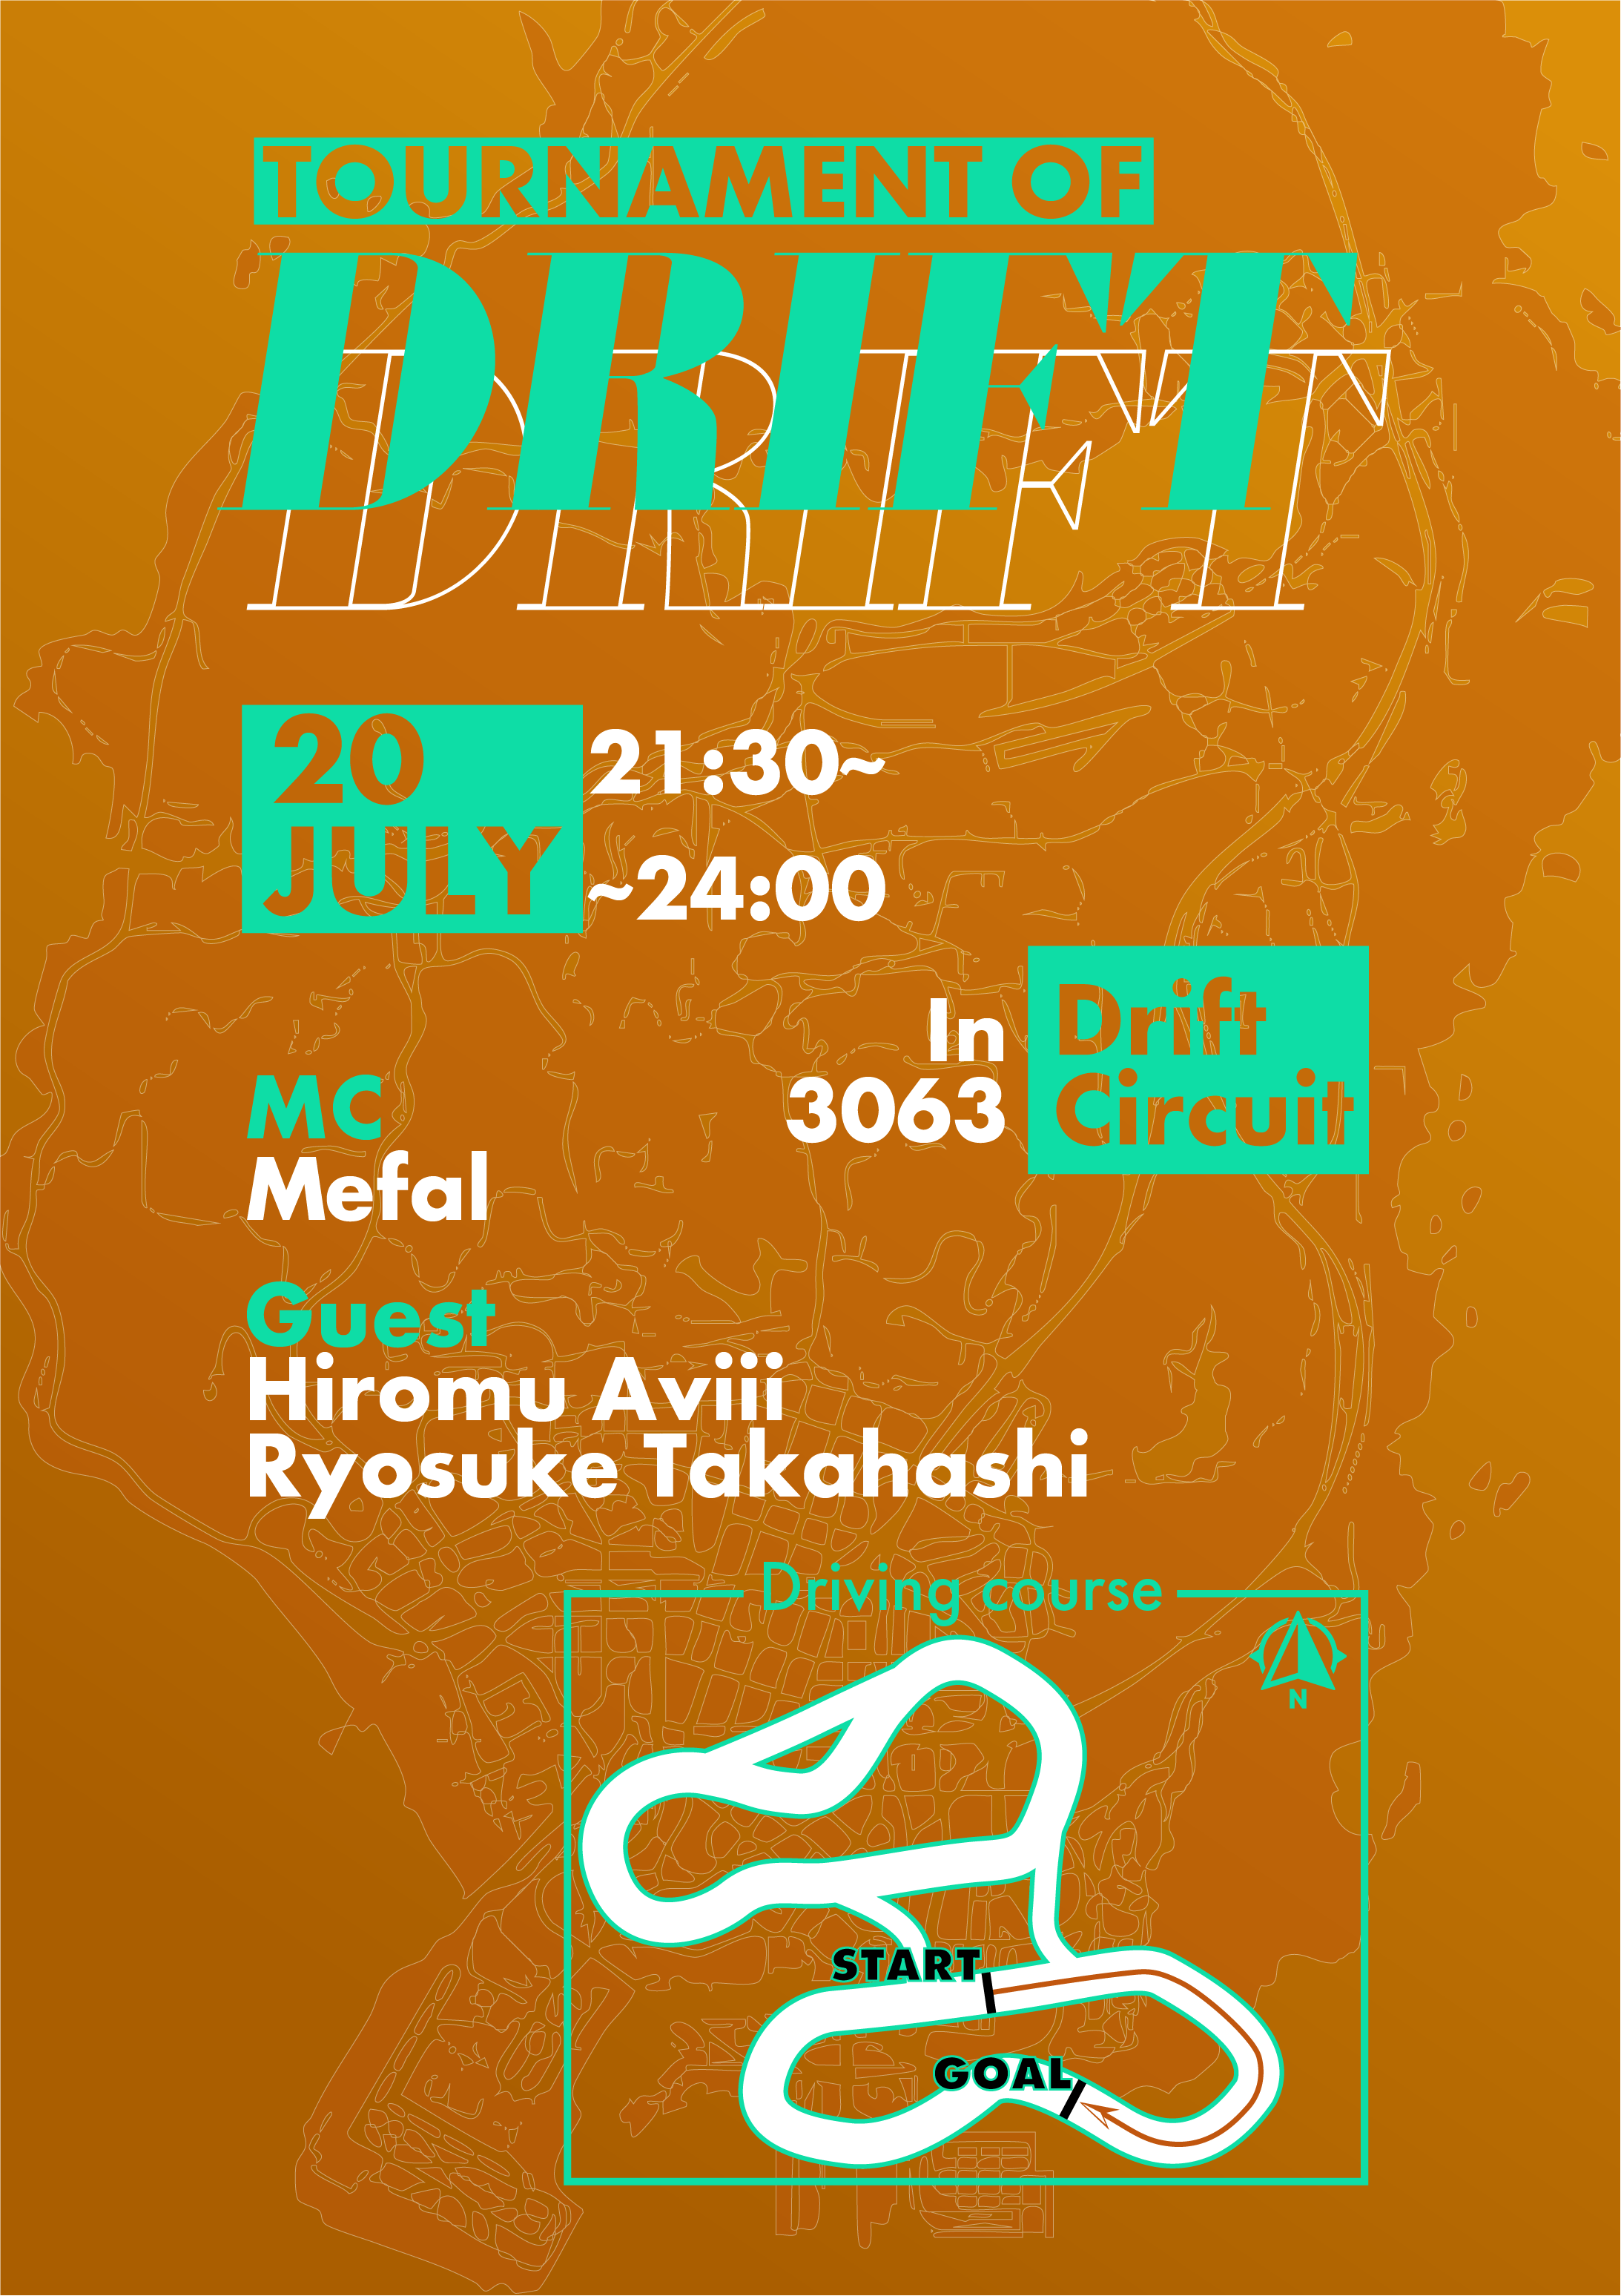 TOURNAMENT OF
DRIFT
DRIFT
20
JULY
21:30~
~24:00
In
3063
Drift
Circuit
MC
Mefal
Guest
Hiromu Aviii
Ryosuke Takahashi
Driving course
N
START
GOAL